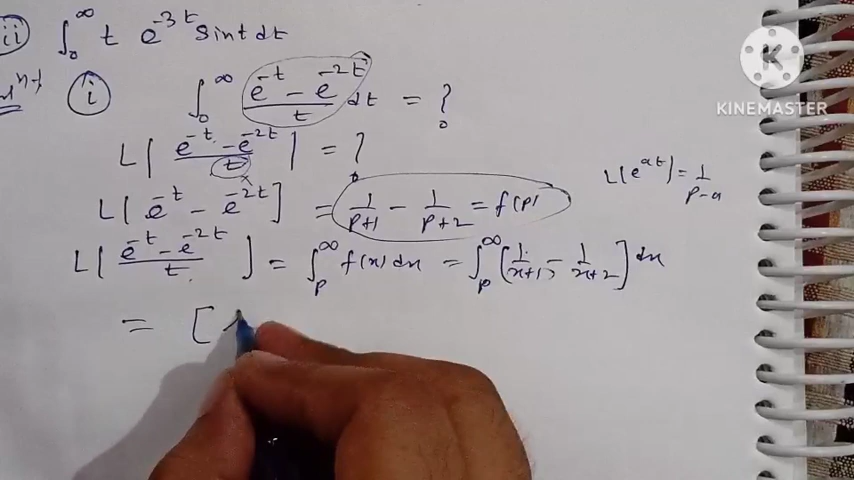 ii) ∫₀^∞ t e^{-3t} sint dt
i ∫₀^∞ (e^{-t} - e^{-2t})/t dt = ?
L[(e^{-t} - e^{-2t})/t] = ?
L[e^{at}] = 1/(p-a)
L[e^{-t} - e^{-2t}] = 1/(p+1) - 1/(p+2) = f(p)
L[(e^{-t} - e^{-2t})/t] = ∫_p^∞ f(x) dx = ∫_p^∞ [1/(x+1) - 1/(x+2)] dx
= [
K
KINEMASTER